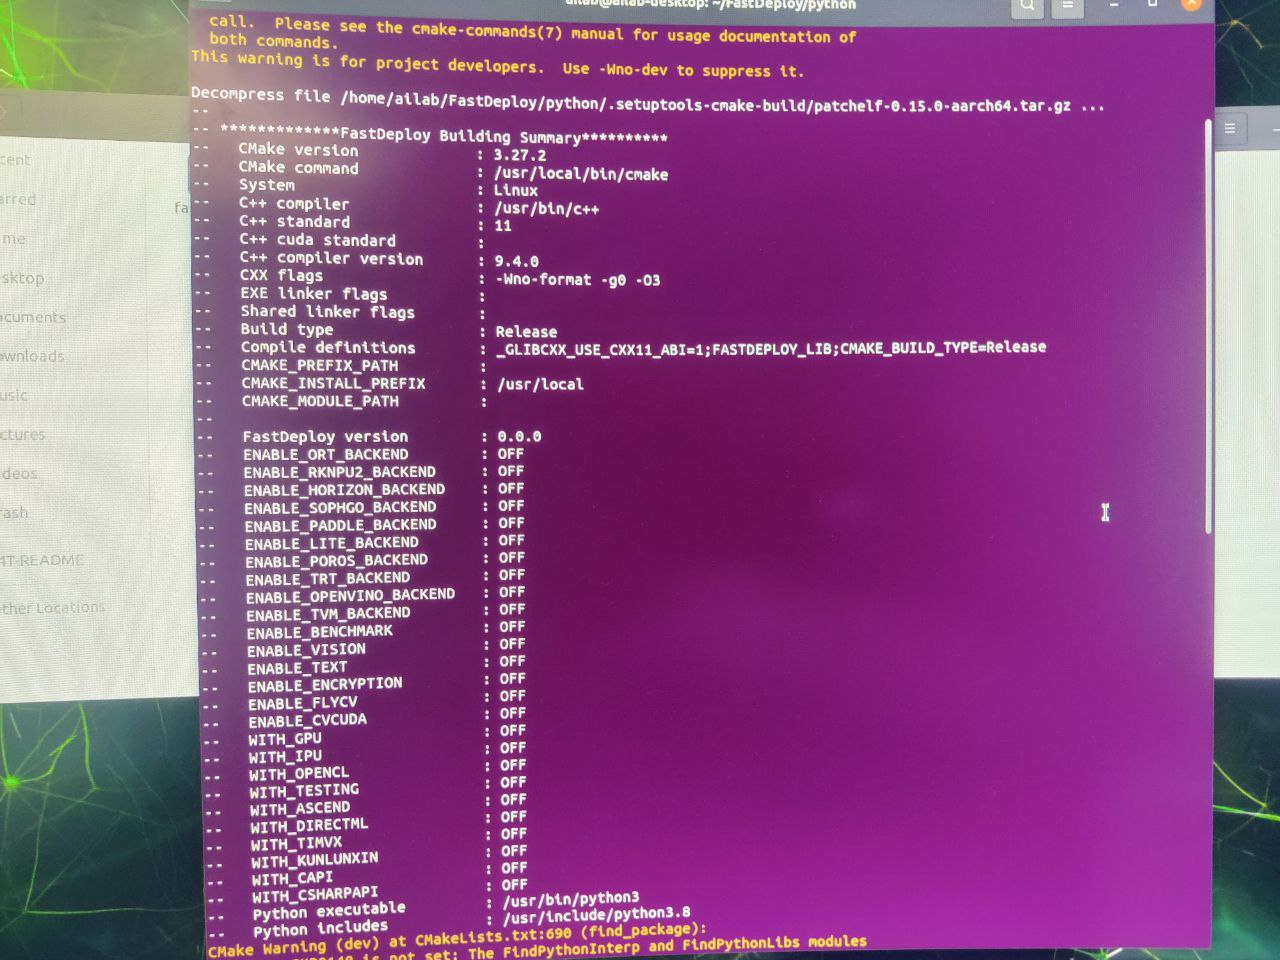 ailab@ailab-desktop: ~/FastDeploy/python
call.  Please see the cmake-commands(7) manual for usage documentation of
both commands.
This warning is for project developers.  Use -Wno-dev to suppress it.
Decompress file /home/ailab/FastDeploy/python/.setuptools-cmake-build/patchelf-0.15.0-aarch64.tar.gz ...
--
-- *************FastDeploy Building Summary**********
--   CMake version             : 3.27.2
--   CMake command             : /usr/local/bin/cmake
--   System                    : Linux
--   C++ compiler              : /usr/bin/c++
--   C++ standard              : 11
--   C++ cuda standard         :
--   C++ compiler version      : 9.4.0
--   CXX flags                 : -Wno-format -g0 -O3
--   EXE linker flags          :
--   Shared linker flags       :
--   Build type                : Release
--   Compile definitions       : _GLIBCXX_USE_CXX11_ABI=1;FASTDEPLOY_LIB;CMAKE_BUILD_TYPE=Release
--   CMAKE_PREFIX_PATH         :
--   CMAKE_INSTALL_PREFIX      : /usr/local
--   CMAKE_MODULE_PATH         :
--
--   FastDeploy version        : 0.0.0
--   ENABLE_ORT_BACKEND        : OFF
--   ENABLE_RKNPU2_BACKEND     : OFF
--   ENABLE_HORIZON_BACKEND    : OFF
--   ENABLE_SOPHGO_BACKEND     : OFF
--   ENABLE_PADDLE_BACKEND     : OFF
--   ENABLE_LITE_BACKEND       : OFF
--   ENABLE_POROS_BACKEND      : OFF
--   ENABLE_TRT_BACKEND        : OFF
--   ENABLE_OPENVINO_BACKEND   : OFF
--   ENABLE_TVM_BACKEND        : OFF
--   ENABLE_BENCHMARK          : OFF
--   ENABLE_VISION             : OFF
--   ENABLE_TEXT               : OFF
--   ENABLE_ENCRYPTION         : OFF
--   ENABLE_FLYCV              : OFF
--   ENABLE_CVCUDA             : OFF
--   WITH_GPU                  : OFF
--   WITH_IPU                  : OFF
--   WITH_OPENCL               : OFF
--   WITH_TESTING              : OFF
--   WITH_ASCEND               : OFF
--   WITH_DIRECTML             : OFF
--   WITH_TIMVX                : OFF
--   WITH_KUNLUNXIN            : OFF
--   WITH_CAPI                 : OFF
--   WITH_CSHARPAPI            : OFF
--   Python executable         : /usr/bin/python3
--   Python includes           : /usr/include/python3.8
CMake Warning (dev) at CMakeLists.txt:690 (find_package):
is not set: The FindPythonInterp and FindPythonLibs modules
cent
arred
me
sktop
cuments
ownloads
usic
ctures
deos
ash
4T-README
ther Locations
fa